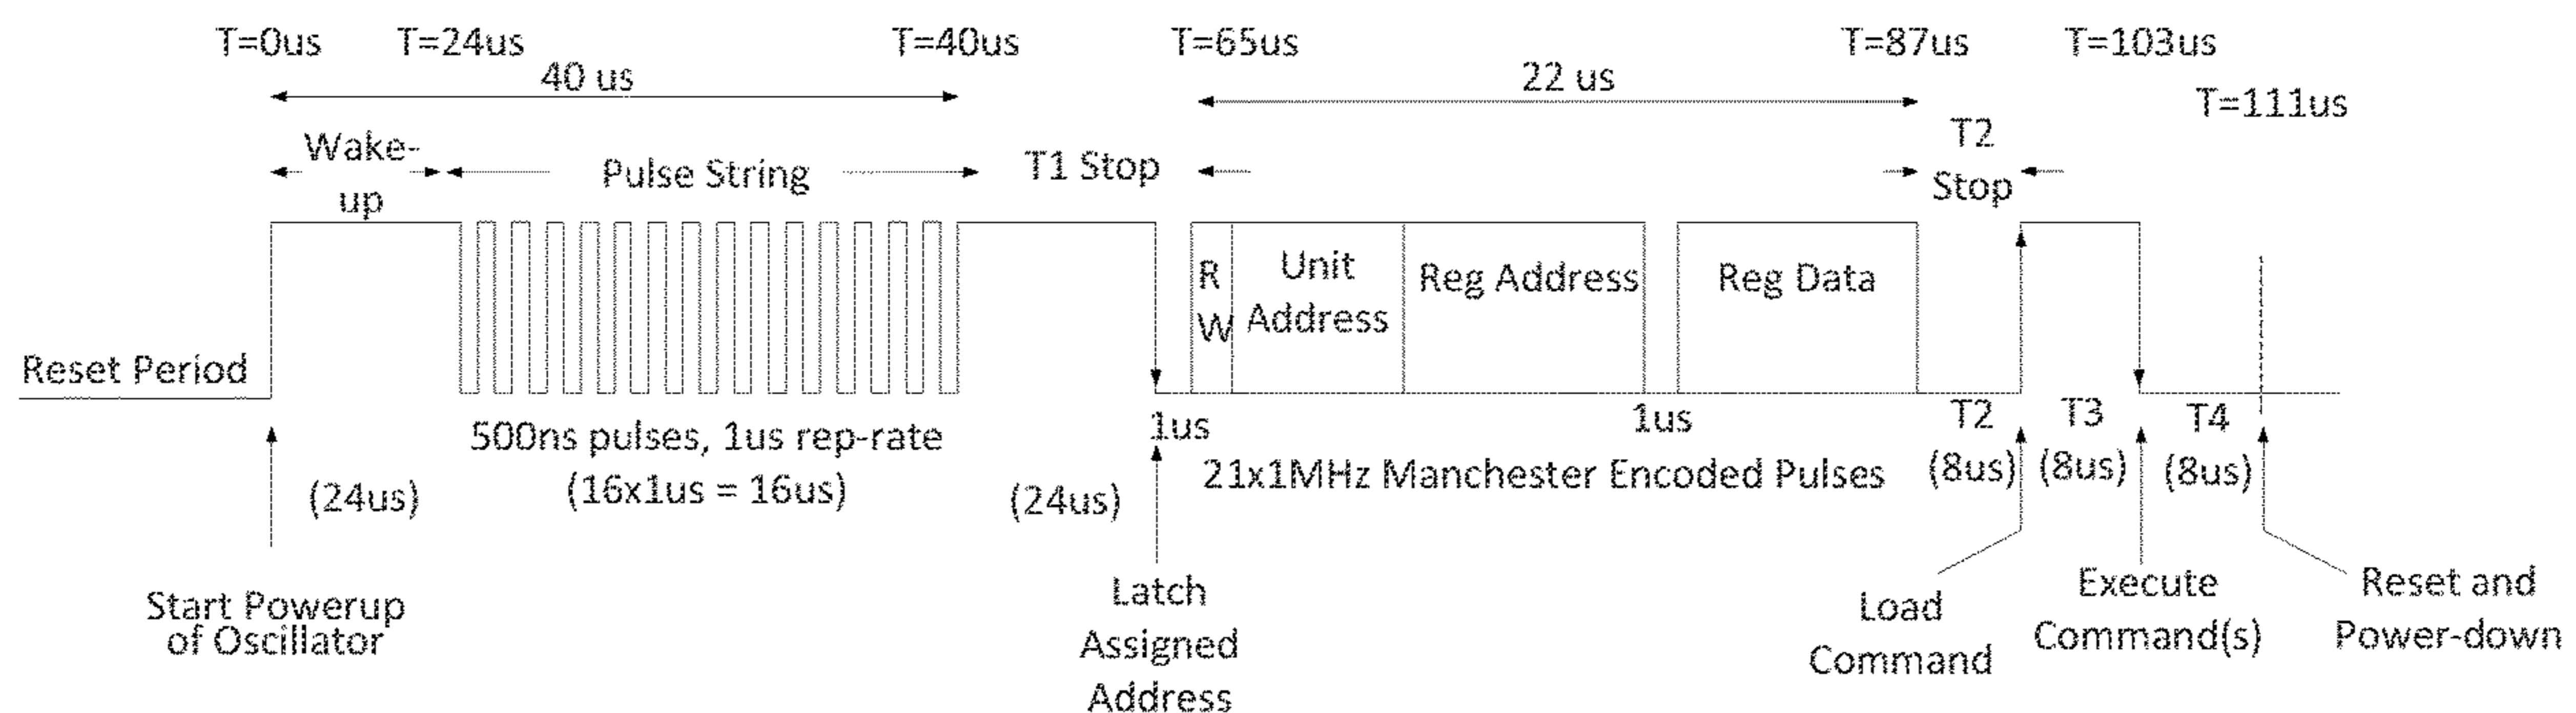 T=0us T=24us T=40us T=65us T=87us T=103us
40 us 22 us
T=111us
Wake-
up
Pulse String
T1 Stop
T2
Stop
R
W
Unit
Address
Reg Address
Reg Data
Reset Period
500ns pulses, 1us rep-rate
(16x1us = 16us)
1us
1us
21x1MHz Manchester Encoded Pulses
T2
(8us)
T3
(8us)
T4
(8us)
(24us)
(24us)
Start Powerup
of Oscillator
Latch
Assigned
Address
Load
Command
Execute
Command(s)
Reset and
Power-down